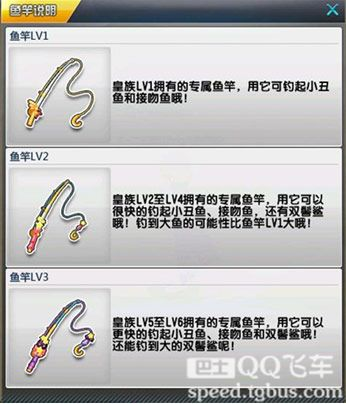 鱼竿说明
鱼竿LV1
皇族LV1拥有的专属鱼竿，用它可钓起小丑
鱼和接吻鱼哦！
鱼竿LV2
皇族LV2至LV4拥有的专属鱼竿，用它可以
很快的钓起小丑鱼、接吻鱼，还有双髻鲨
哦！钓到大鱼的可能性比鱼竿LV1大哦！
鱼竿LV3
皇族LV5至LV6拥有的专属鱼竿，用它可以
更快的钓起小丑鱼、接吻鱼和双髻鲨哦！
还能钓到大的双髻鲨呢！
巴士QQ飞车
speed.tgbus.com